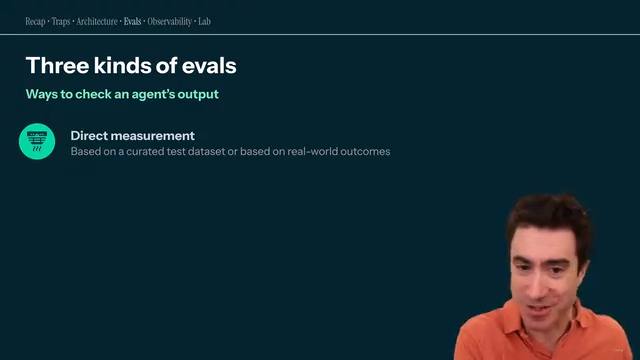 Recap • Traps • Architecture • Evals • Observability • Lab
Three kinds of evals
Ways to check an agent's output
Direct measurement
Based on a curated test dataset or based on real-world outcomes